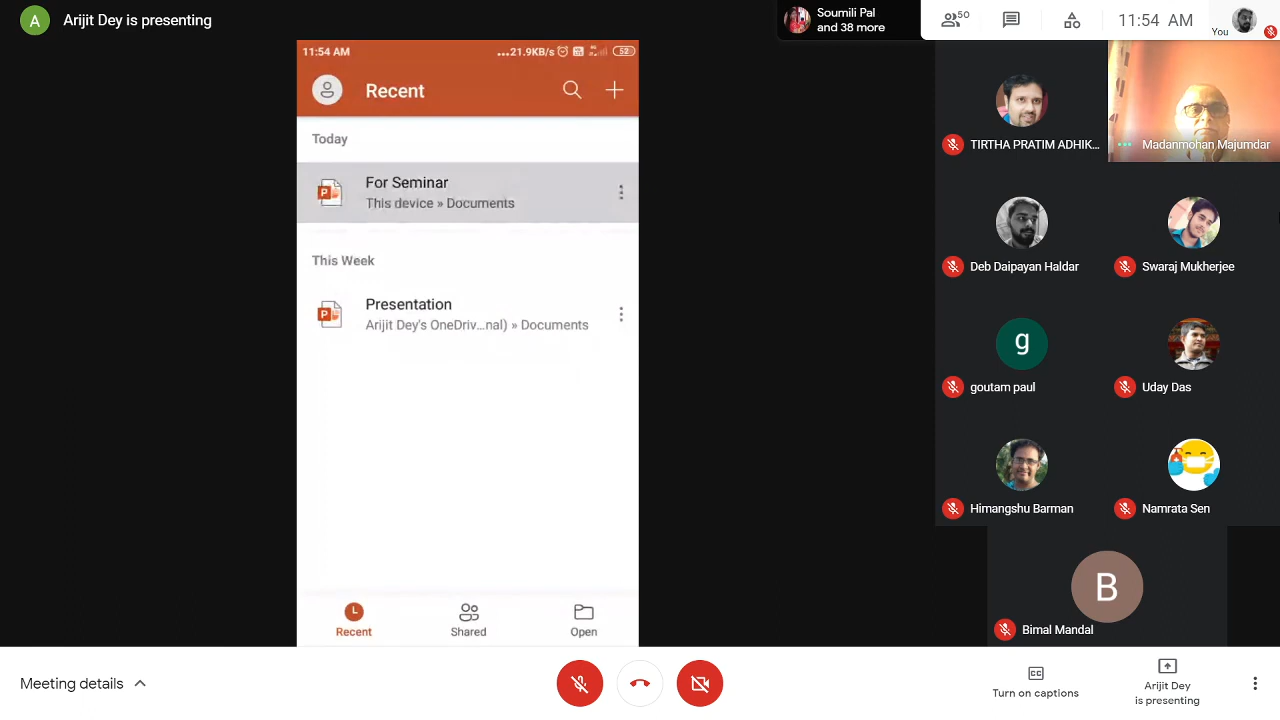 A
Arijit Dey is presenting
Soumili Pal
and 38 more
50
11:54 AM
You
11:54 AM
...21.9KB/s
52
Recent
Today
For Seminar
This device » Documents
This Week
Presentation
Arijit Dey's OneDriv...nal) » Documents
Recent
Shared
Open
TIRTHA PRATIM ADHIK...
Madanmohan Majumdar
Deb Daipayan Haldar
Swaraj Mukherjee
g
goutam paul
Uday Das
Himangshu Barman
Namrata Sen
B
Bimal Mandal
Meeting details
CC
Turn on captions
Arijit Dey
is presenting